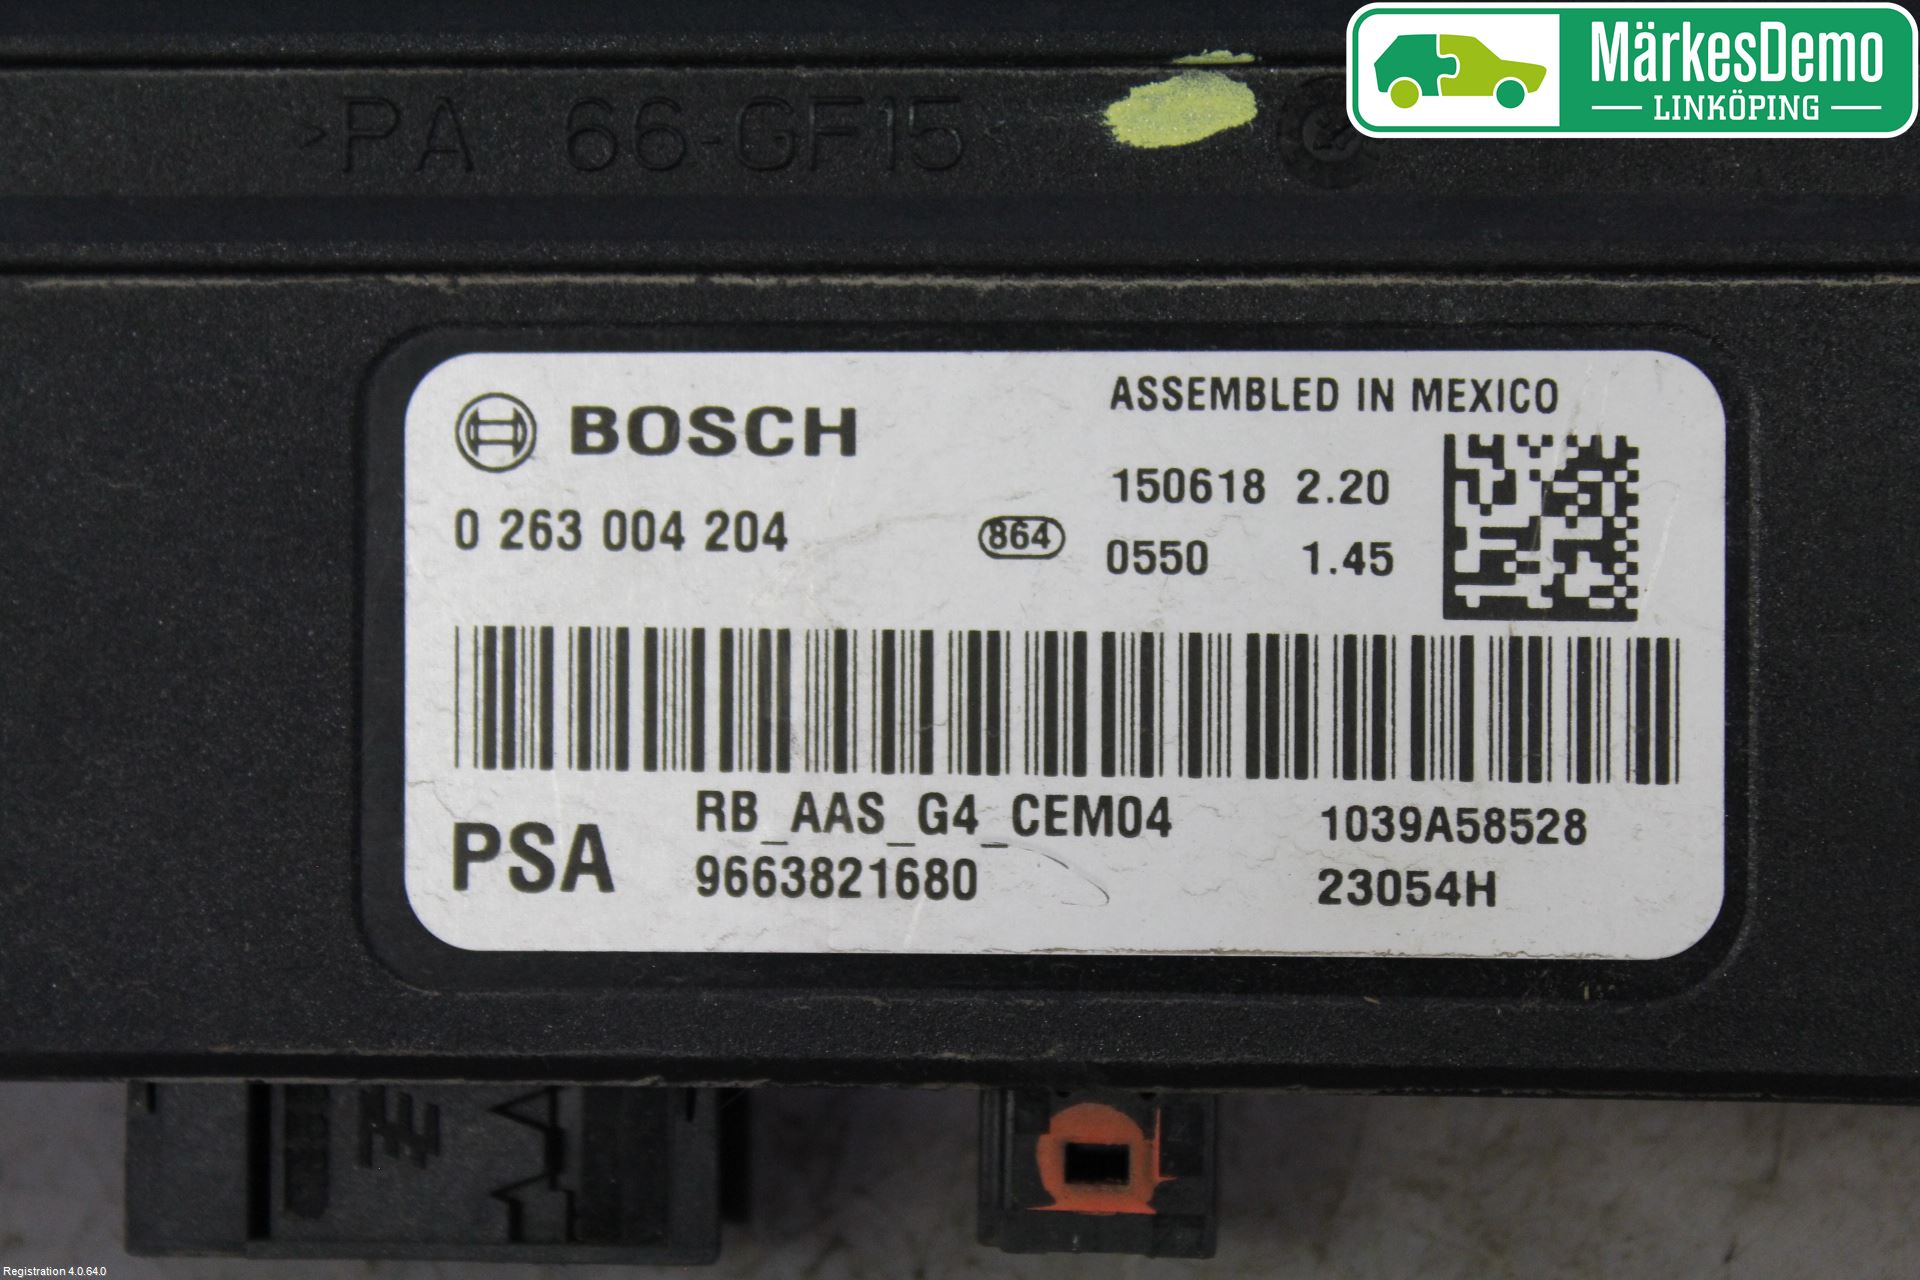 MärkesDemo
LINKÖPING
>PA 66-GF15<
BOSCH
ASSEMBLED IN MEXICO
150618 2.20
0 263 004 204
864
0550 1.45
PSA
RB_AAS_G4_CEM04
1039A58528
9663821680
23054H
Registration 4.0.64.0